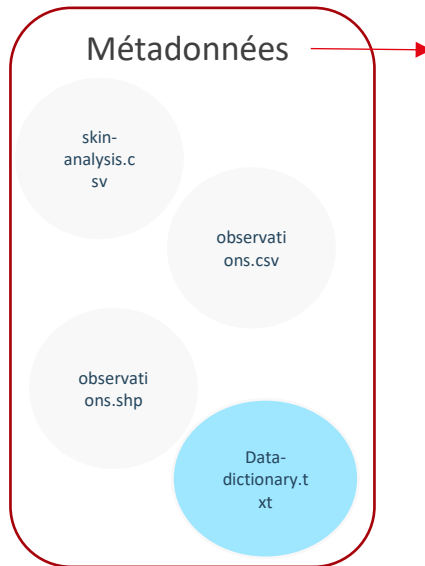 Métadonnées
skin-
analysis.c
sv
observati
ons.csv
observati
ons.shp
Data-
dictionary.t
xt